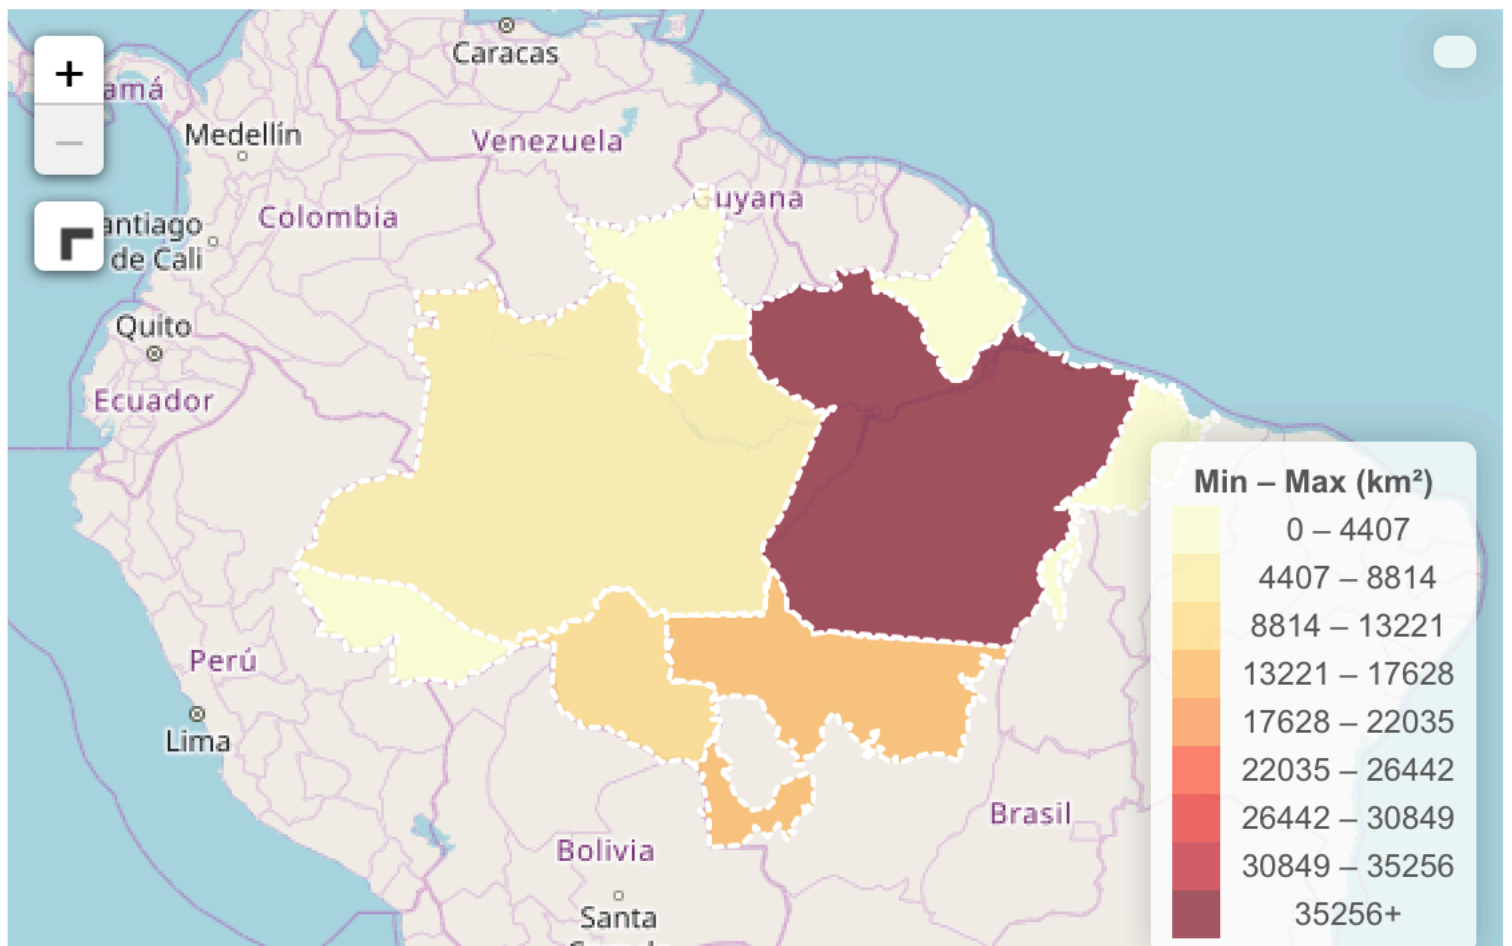 Caracas
+
amá
−
Medellín
Venezuela
Guyana
Colombia
antiago
de Cali
Quito
Ecuador
Min – Max (km²)
0 – 4407
4407 – 8814
8814 – 13221
13221 – 17628
17628 – 22035
22035 – 26442
26442 – 30849
30849 – 35256
35256+
Perú
Lima
Brasil
Bolivia
Santa